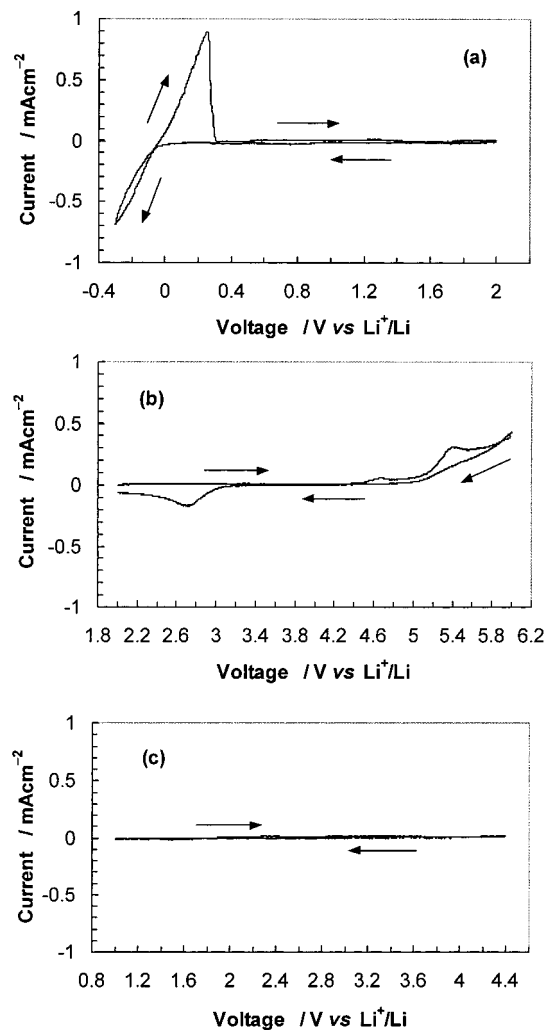 (a)
Current / mAcm⁻²
1
0.5
0
-0.5
-1
-0.4 0 0.4 0.8 1.2 1.6 2
Voltage / V vs Li⁺/Li
(b)
Current / mAcm⁻²
1
0.5
0
-0.5
-1
1.8 2.2 2.6 3 3.4 3.8 4.2 4.6 5 5.4 5.8 6.2
Voltage / V vs Li⁺/Li
(c)
Current / mAcm⁻²
1
0.5
0
-0.5
-1
0.8 1.2 1.6 2 2.4 2.8 3.2 3.6 4 4.4
Voltage / V vs Li⁺/Li